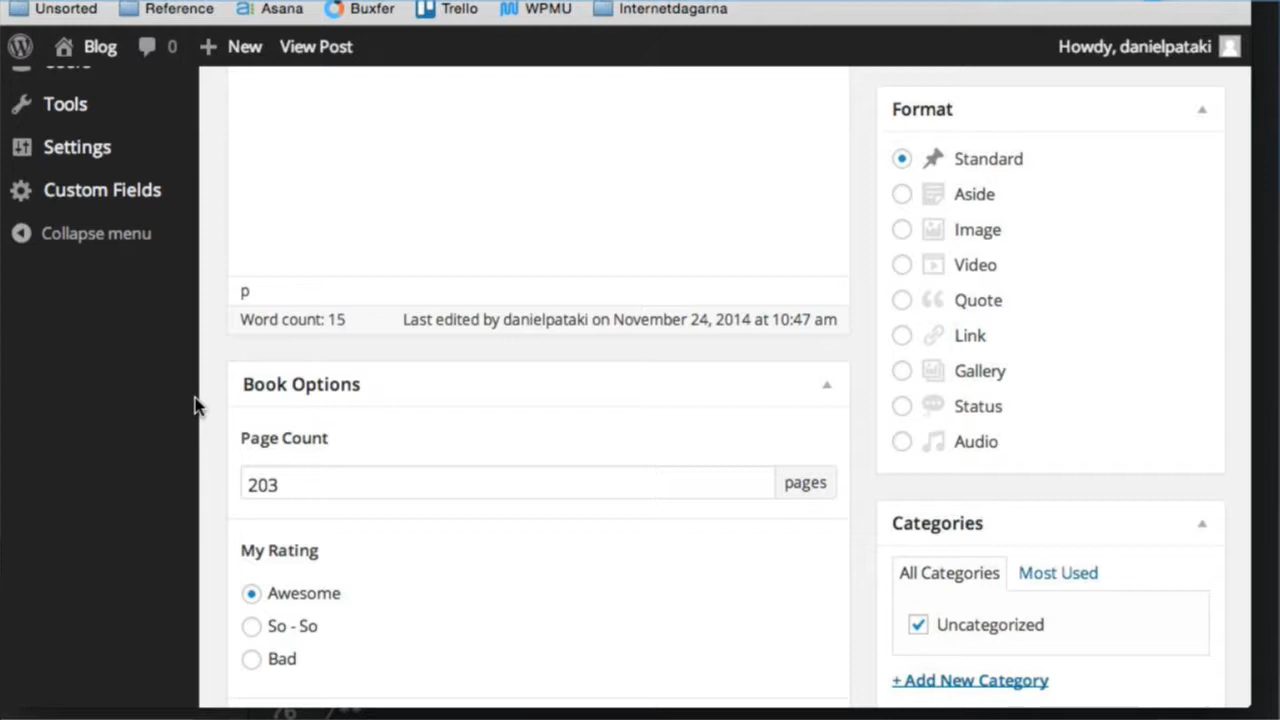 Unsorted Reference Asana Buxfer Trello WPMU Internetdagarna
Blog 0 New View Post Howdy, danielpataki
Tools
Settings
Custom Fields
Collapse menu
p
Word count: 15 Last edited by danielpataki on November 24, 2014 at 10:47 am
Book Options
Page Count
203 pages
My Rating
Awesome
So - So
Bad
Format
Standard
Aside
Image
Video
Quote
Link
Gallery
Status
Audio
Categories
All Categories Most Used
Uncategorized
+ Add New Category